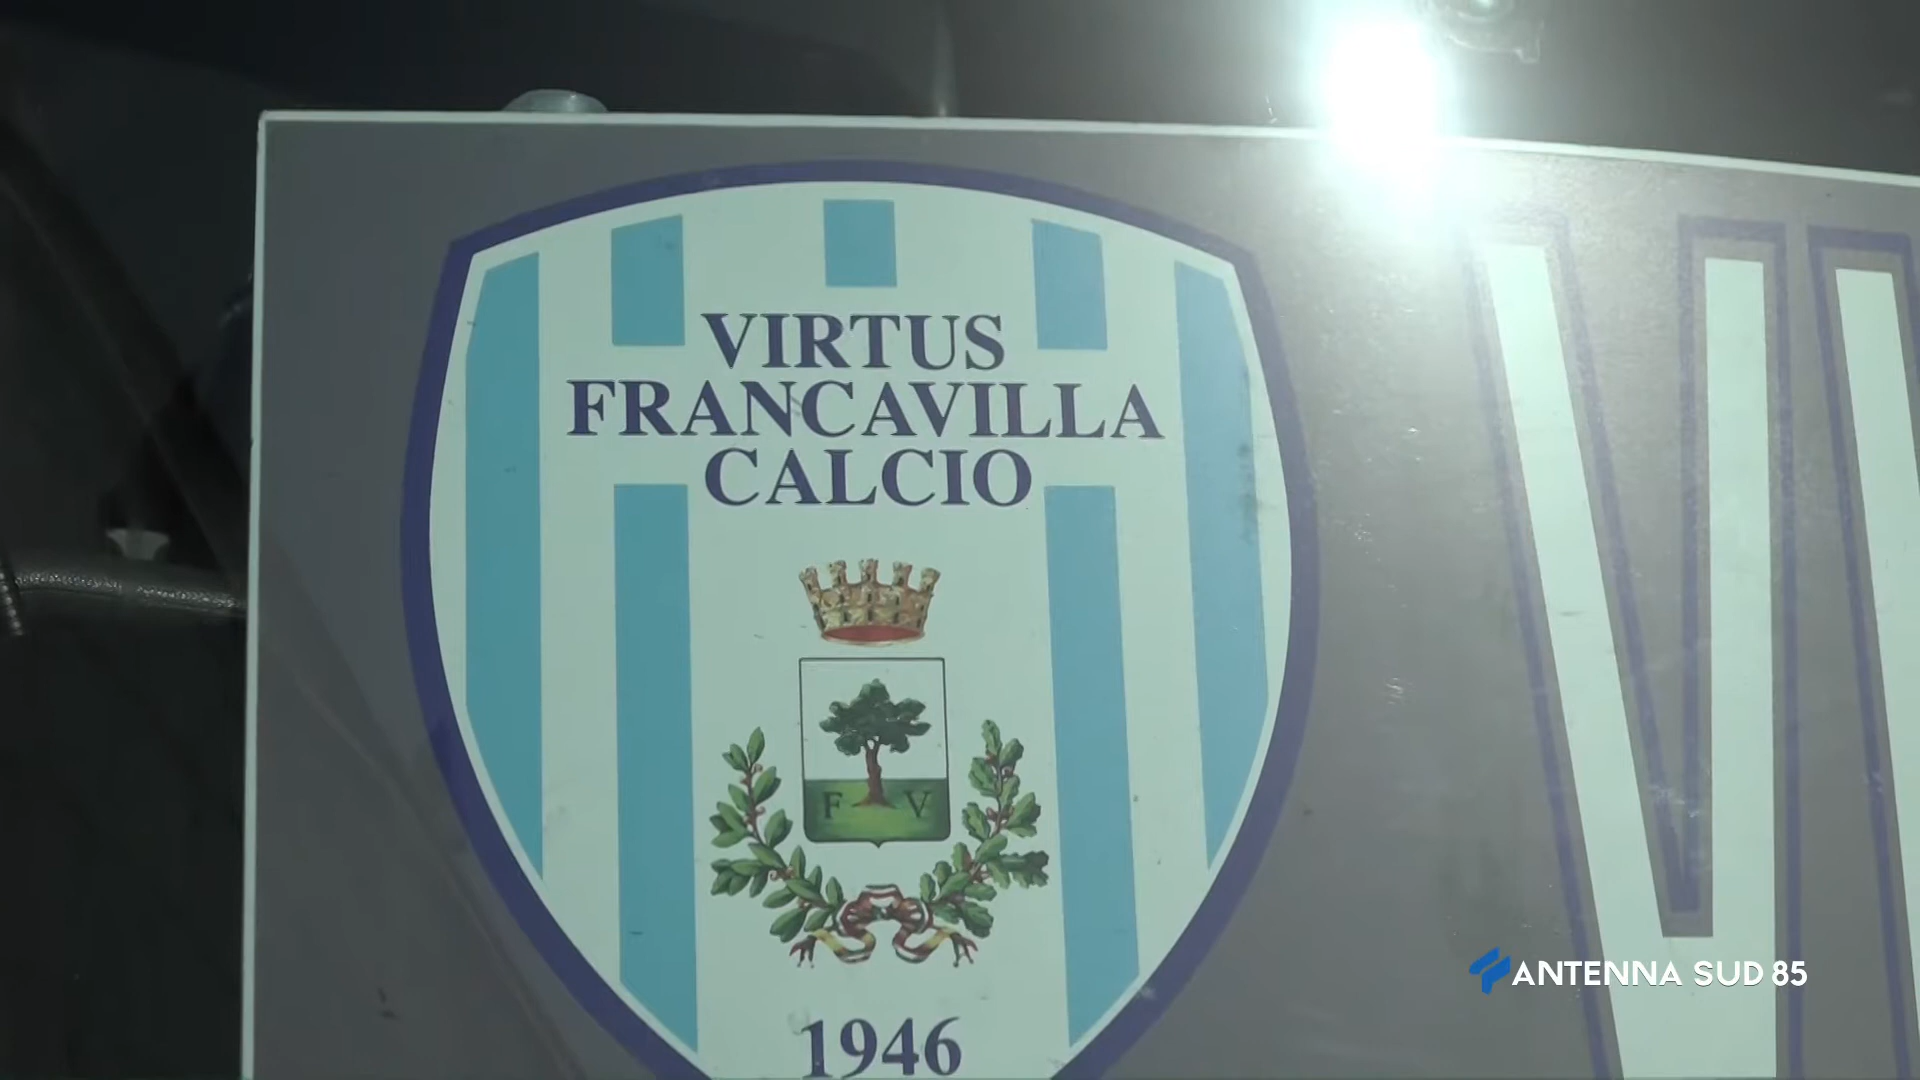 VIRTUS
FRANCAVILLA
CALCIO
F V
1946
ANTENNA SUD 85